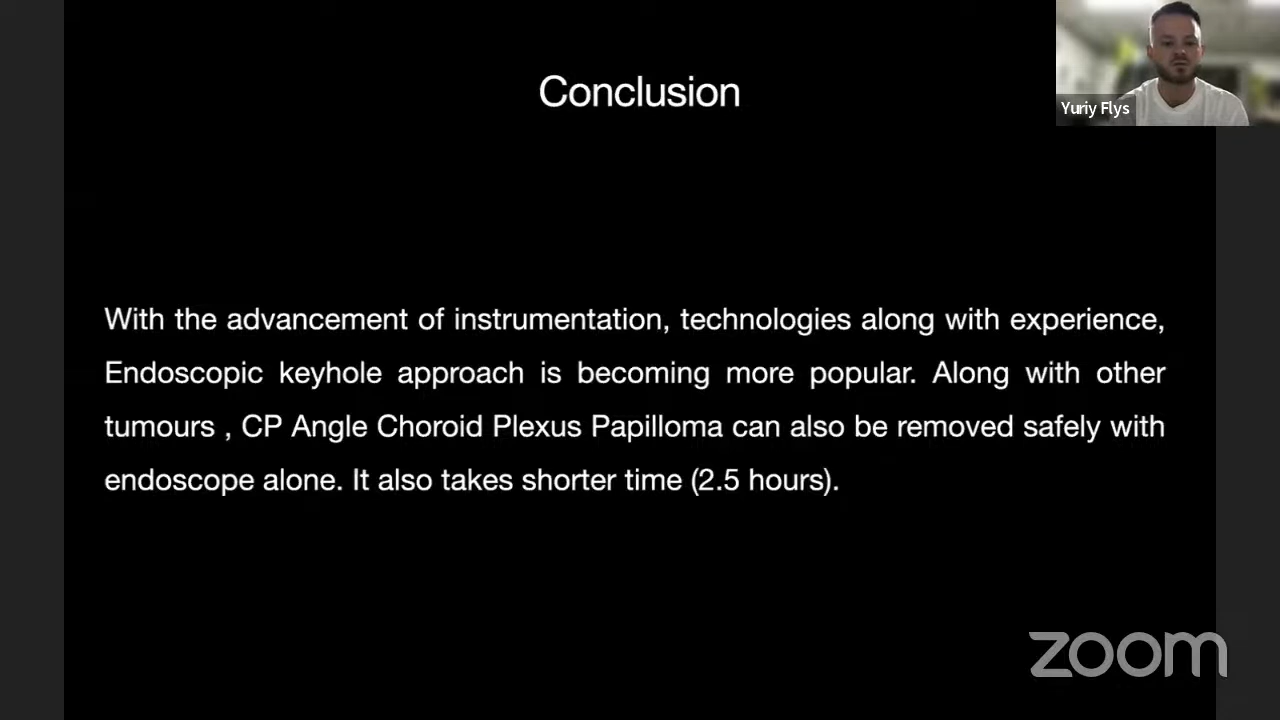 Conclusion
Yuriy Flys
With the advancement of instrumentation, technologies along with experience,
Endoscopic keyhole approach is becoming more popular. Along with other
tumours , CP Angle Choroid Plexus Papilloma can also be removed safely with
endoscope alone. It also takes shorter time (2.5 hours).
zoom